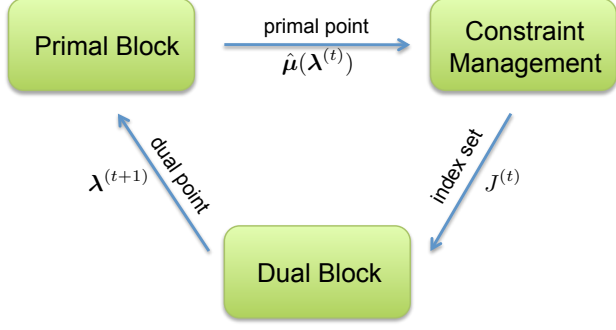 Primal Block
primal point
μ̂(λ^(t))
Constraint
Management
λ^(t+1)
dual point
index set
J^(t)
Dual Block